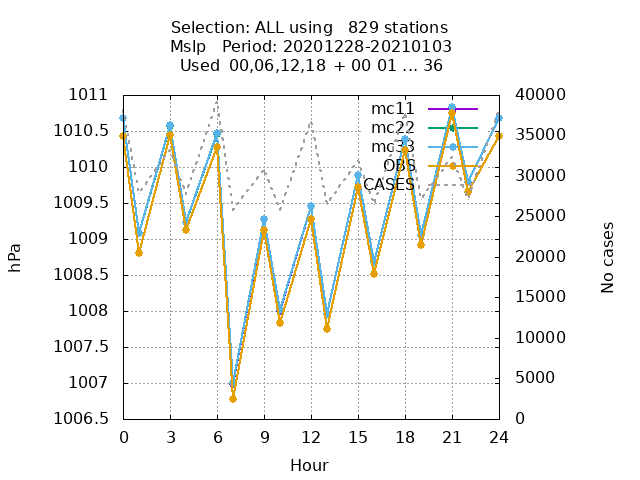 Selection: ALL using   829 stations
Mslp   Period: 20201228-20210103
Used  00,06,12,18 + 00 01 ... 36
1011
1010.5
1010
1009.5
1009
1008.5
1008
1007.5
1007
1006.5
hPa
40000
35000
30000
25000
20000
15000
10000
5000
0
No cases
mc11
mc22
mc33
OBS
CASES
0 3 6 9 12 15 18 21 24
Hour